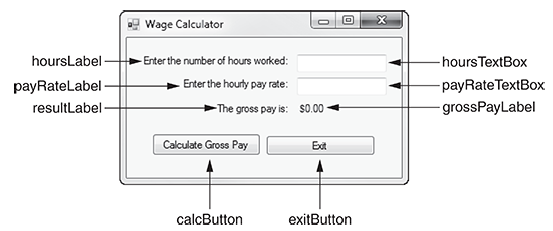 Wage Calculator
hoursLabel Enter the number of hours worked: hoursTextBox
payRateLabel Enter the hourly pay rate: payRateTextBox
resultLabel The gross pay is: $0.00 grossPayLabel
Calculate Gross Pay Exit
calcButton exitButton